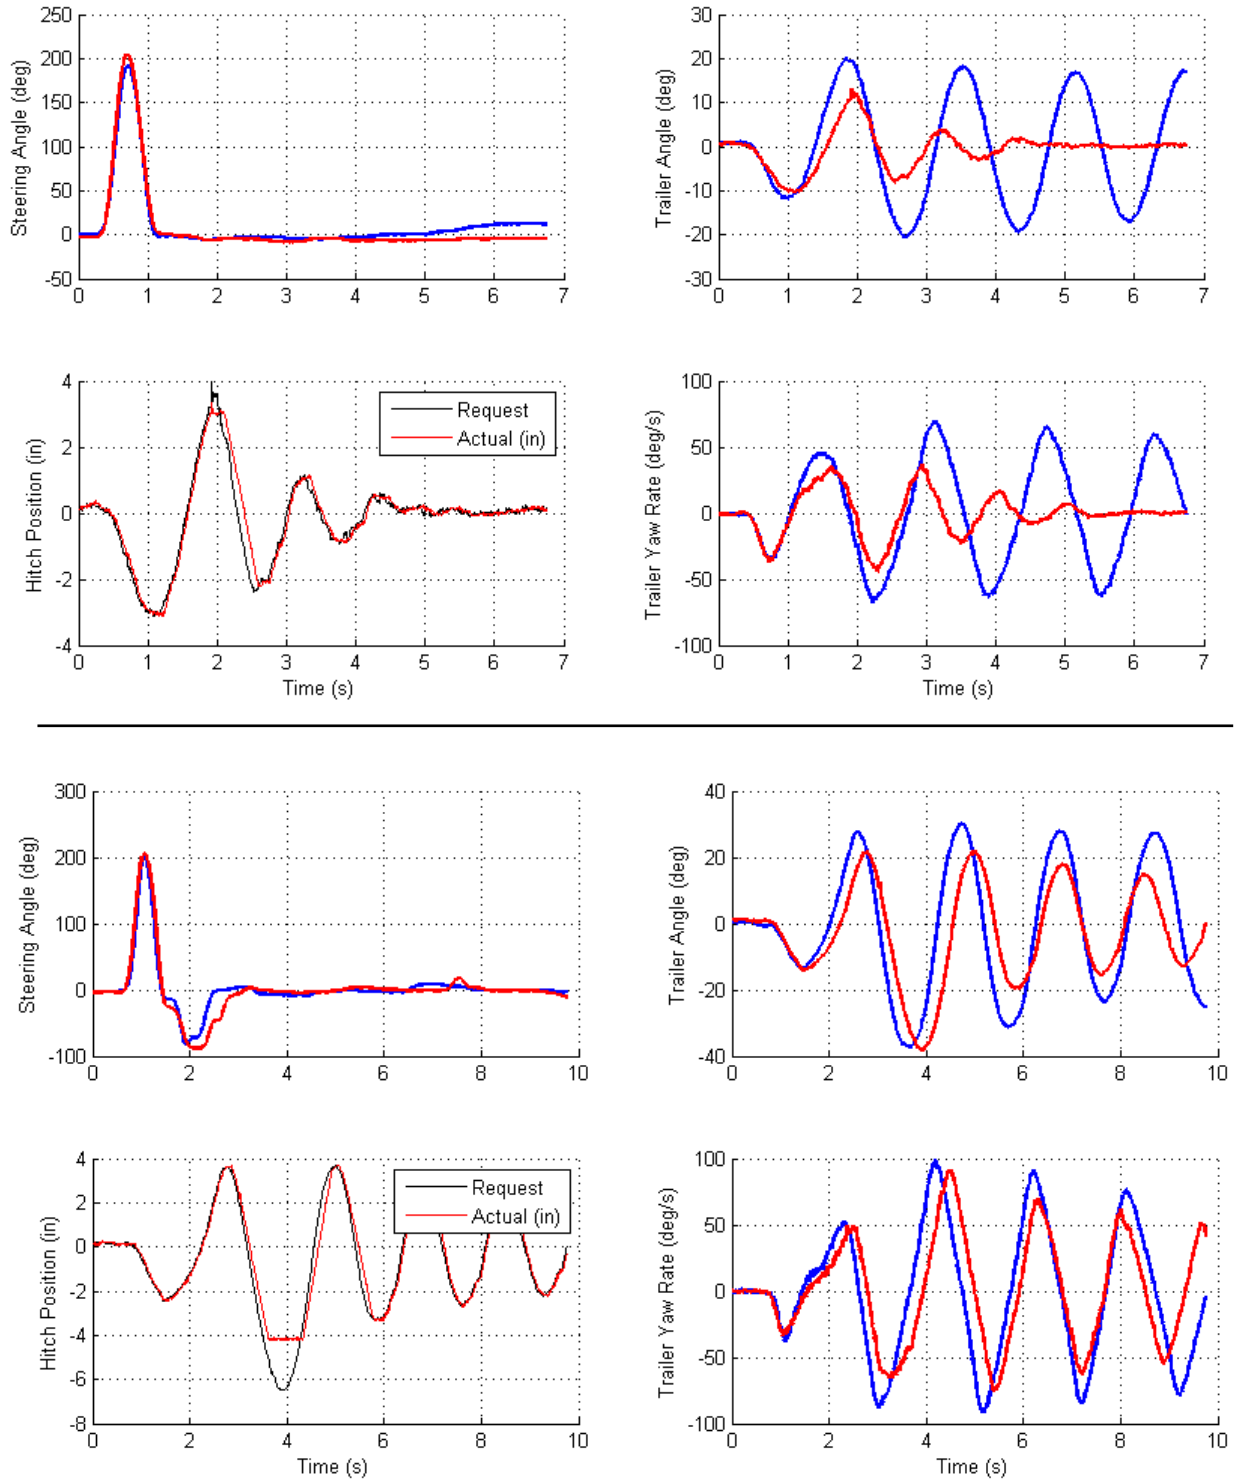 250
200
150
100
50
0
-50
0 1 2 3 4 5 6 7
Steering Angle (deg)
30
20
10
0
-10
-20
-30
0 1 2 3 4 5 6 7
Trailer Angle (deg)
4
2
0
-2
-4
0 1 2 3 4 5 6 7
Hitch Position (in)
Time (s)
Request
Actual (in)
100
50
0
-50
-100
0 1 2 3 4 5 6 7
Trailer Yaw Rate (deg/s)
Time (s)
300
200
100
0
-100
0 2 4 6 8 10
Steering Angle (deg)
40
20
0
-20
-40
0 2 4 6 8 10
Trailer Angle (deg)
4
2
0
-2
-4
-6
-8
0 2 4 6 8 10
Hitch Position (in)
Time (s)
Request
Actual (in)
100
50
0
-50
-100
0 2 4 6 8 10
Trailer Yaw Rate (deg/s)
Time (s)